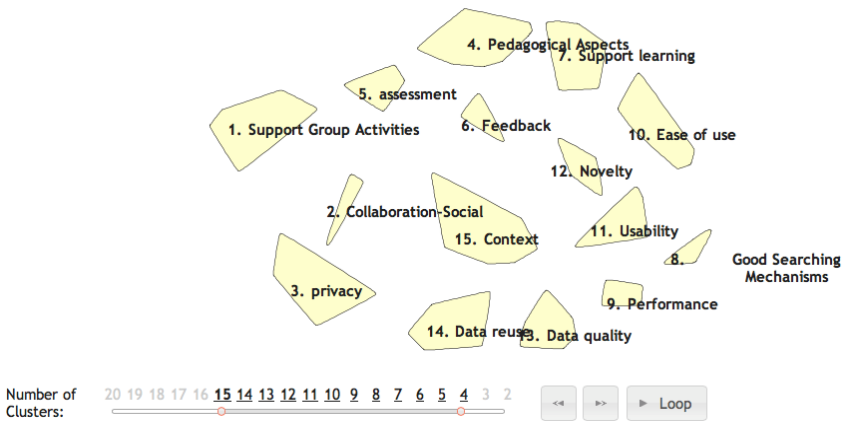 4. Pedagogical Aspects
7. Support learning
5. assessment
1. Support Group Activities
6. Feedback
10. Ease of use
12. Novelty
2. Collaboration-Social
15. Context
11. Usability
8.
Good Searching
Mechanisms
3. privacy
9. Performance
14. Data reuse
13. Data quality
Number of
Clusters:
20 19 18 17 16 15 14 13 12 11 10 9 8 7 6 5 4 3 2
Loop